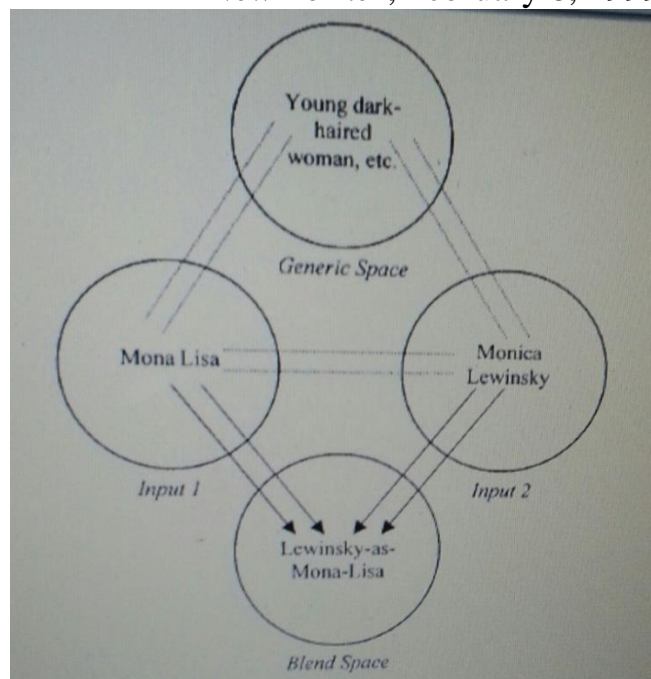 Young dark-
haired
woman, etc.
Generic Space
Mona Lisa
Monica
Lewinsky
Input 1
Input 2
Lewinsky-as-
Mona-Lisa
Blend Space